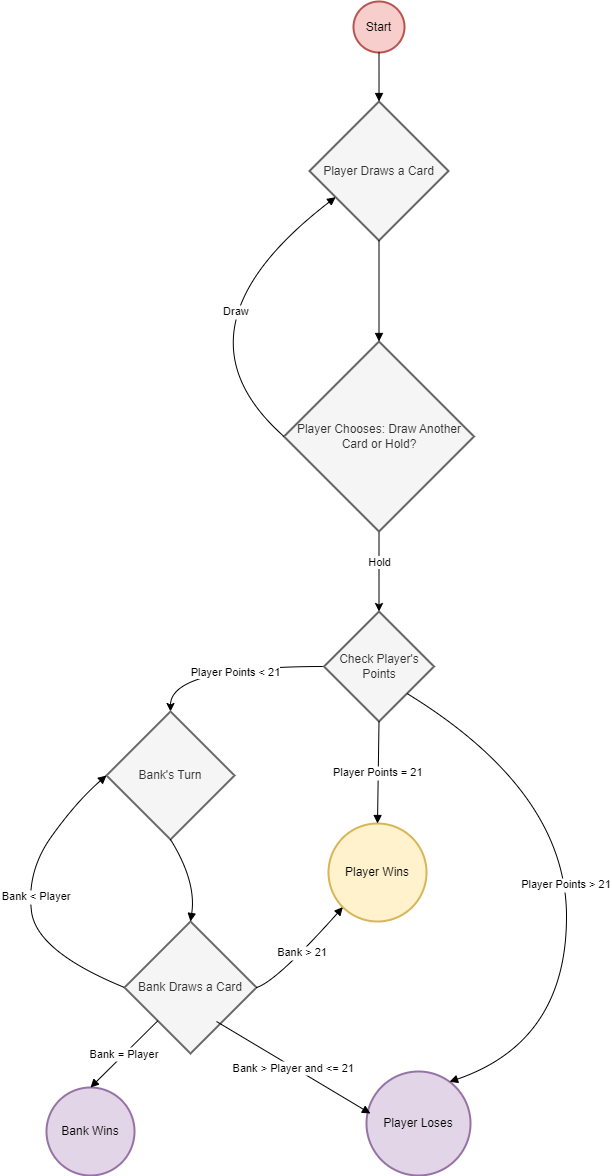 Start
Player Draws a Card
Draw
Player Chooses: Draw Another
Card or Hold?
Hold
Check Player's
Points
Player Points < 21
Bank's Turn
Player Points = 21
Player Wins
Player Points > 21
Bank < Player
Bank > 21
Bank Draws a Card
Bank = Player
Bank > Player and <= 21
Bank Wins
Player Loses